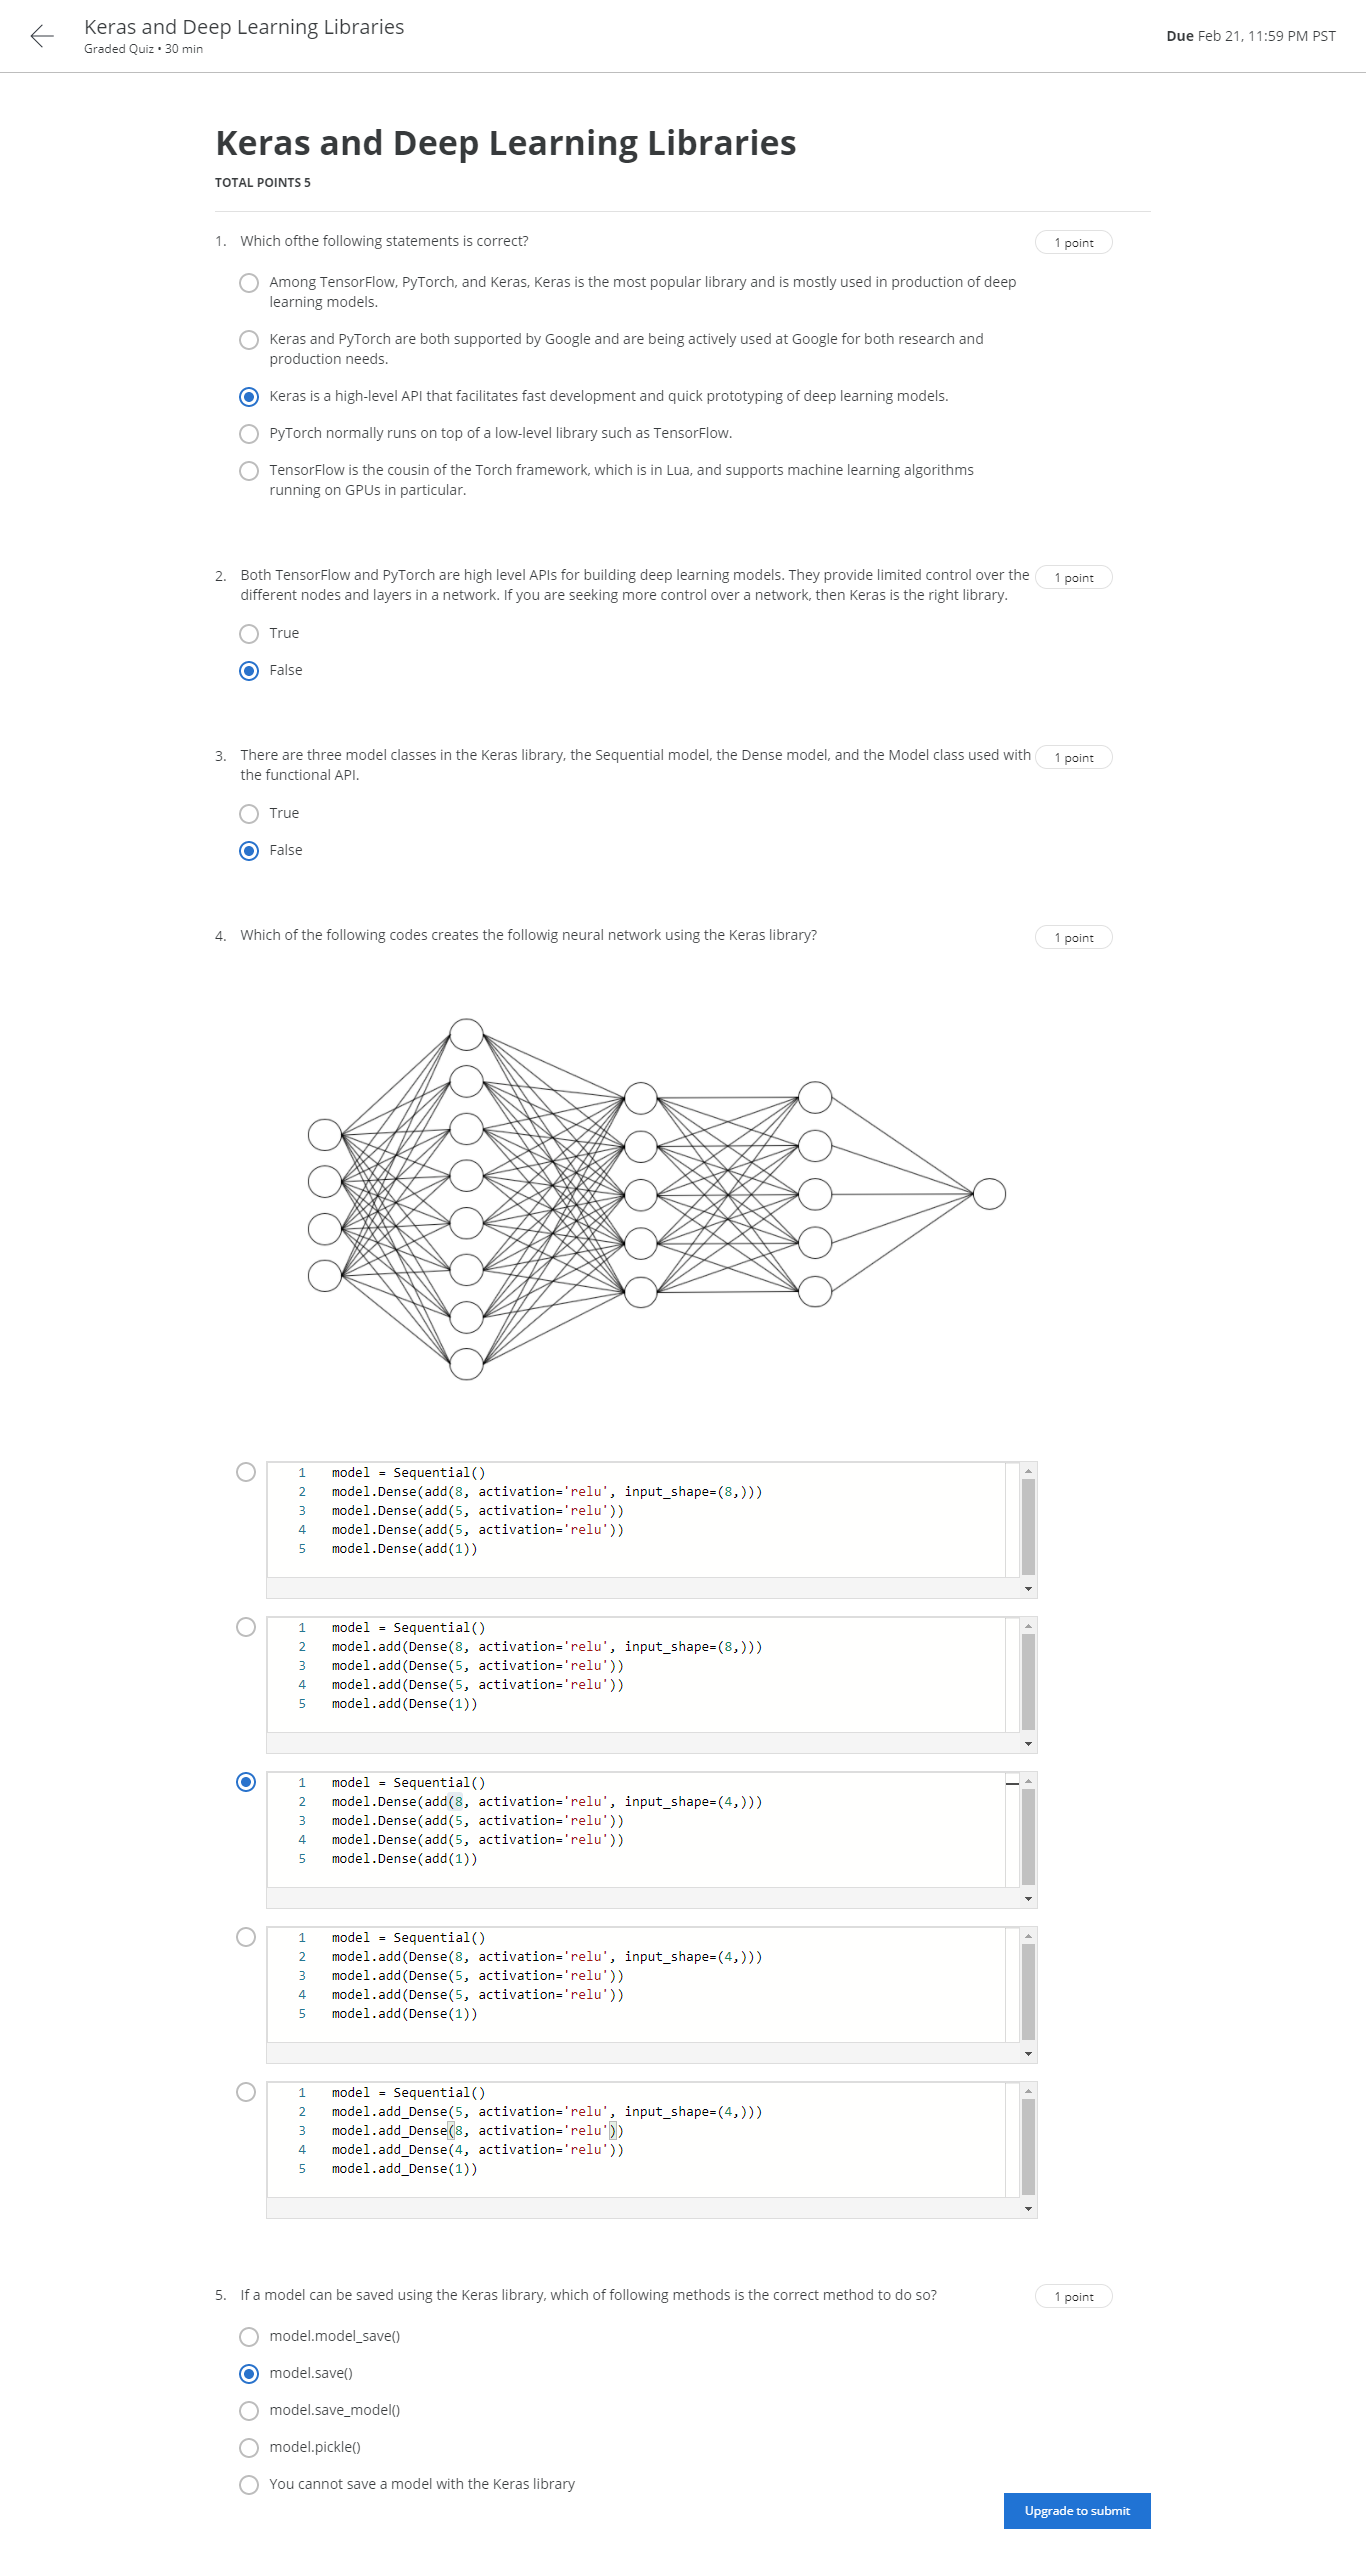 Keras and Deep Learning Libraries
Graded Quiz • 30 min
Due Feb 21, 11:59 PM PST
Keras and Deep Learning Libraries
TOTAL POINTS 5
1. Which ofthe following statements is correct?
1 point
Among TensorFlow, PyTorch, and Keras, Keras is the most popular library and is mostly used in production of deep
learning models.
Keras and PyTorch are both supported by Google and are being actively used at Google for both research and
production needs.
Keras is a high-level API that facilitates fast development and quick prototyping of deep learning models.
PyTorch normally runs on top of a low-level library such as TensorFlow.
TensorFlow is the cousin of the Torch framework, which is in Lua, and supports machine learning algorithms
running on GPUs in particular.
2. Both TensorFlow and PyTorch are high level APIs for building deep learning models. They provide limited control over the
different nodes and layers in a network. If you are seeking more control over a network, then Keras is the right library.
1 point
True
False
3. There are three model classes in the Keras library, the Sequential model, the Dense model, and the Model class used with
the functional API.
1 point
True
False
4. Which of the following codes creates the followig neural network using the Keras library?
1 point
1 model = Sequential()
2 model.Dense(add(8, activation='relu', input_shape=(8,)))
3 model.Dense(add(5, activation='relu'))
4 model.Dense(add(5, activation='relu'))
5 model.Dense(add(1))
1 model = Sequential()
2 model.add(Dense(8, activation='relu', input_shape=(8,)))
3 model.add(Dense(5, activation='relu'))
4 model.add(Dense(5, activation='relu'))
5 model.add(Dense(1))
1 model = Sequential()
2 model.Dense(add(8, activation='relu', input_shape=(4,)))
3 model.Dense(add(5, activation='relu'))
4 model.Dense(add(5, activation='relu'))
5 model.Dense(add(1))
1 model = Sequential()
2 model.add(Dense(8, activation='relu', input_shape=(4,)))
3 model.add(Dense(5, activation='relu'))
4 model.add(Dense(5, activation='relu'))
5 model.add(Dense(1))
1 model = Sequential()
2 model.add_Dense(5, activation='relu', input_shape=(4,)))
3 model.add_Dense(8, activation='relu'))
4 model.add_Dense(4, activation='relu'))
5 model.add_Dense(1))
5. If a model can be saved using the Keras library, which of following methods is the correct method to do so?
1 point
model.model_save()
model.save()
model.save_model()
model.pickle()
You cannot save a model with the Keras library
Upgrade to submit